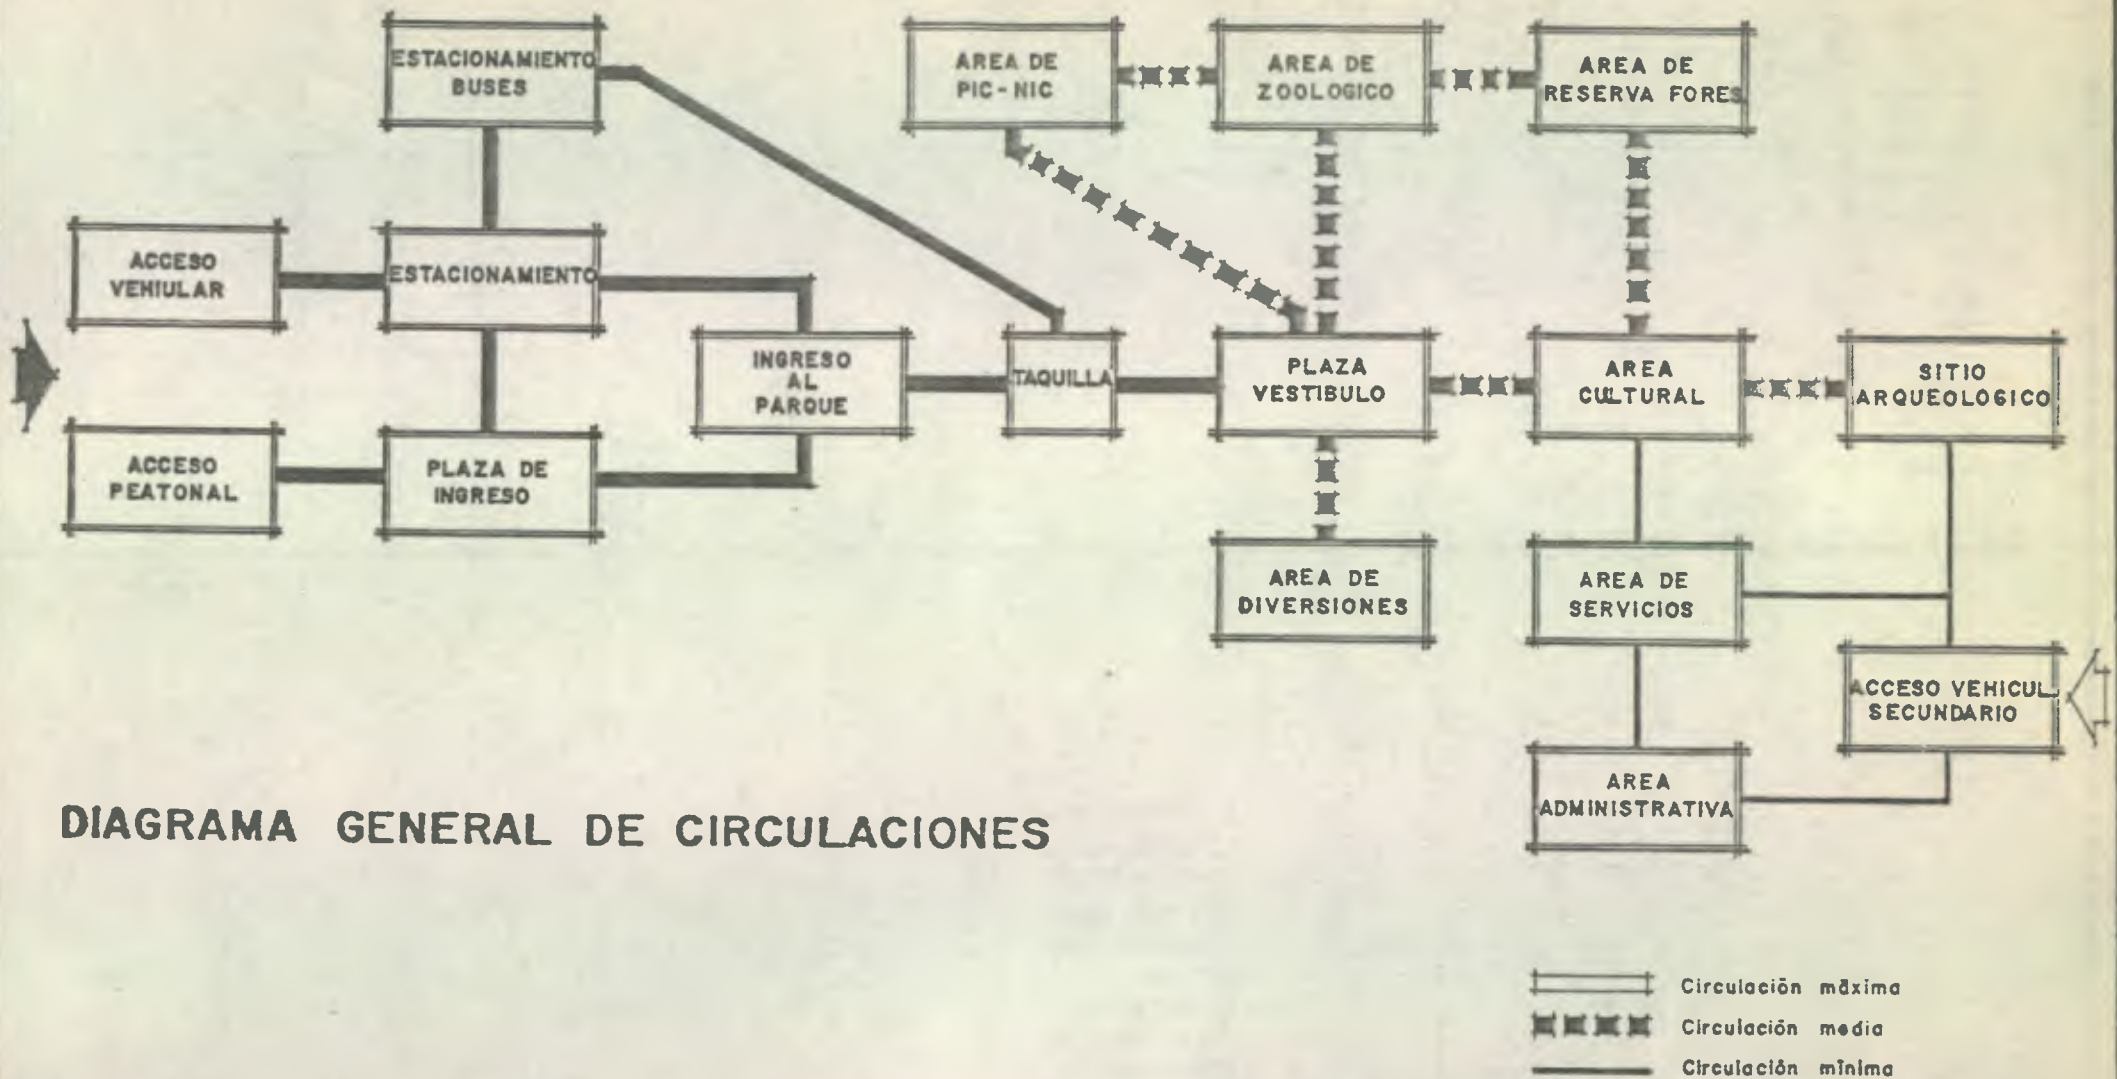 ESTACIONAMIENTO
BUSES
AREA DE
PIC-NIC
AREA DE
ZOOLOGICO
AREA DE
RESERVA FORES
ACCESO
VEHIULAR
ESTACIONAMIENTO
INGRESO
AL
PARQUE
TAQUILLA
PLAZA
VESTIBULO
AREA
CULTURAL
SITIO
ARQUEOLOGICO
ACCESO
PEATONAL
PLAZA DE
INGRESO
AREA DE
DIVERSIONES
AREA DE
SERVICIOS
ACCESO VEHICUL.
SECUNDARIO
AREA
ADMINISTRATIVA
DIAGRAMA GENERAL DE CIRCULACIONES
Circulación máxima
Circulación media
Circulación mínima